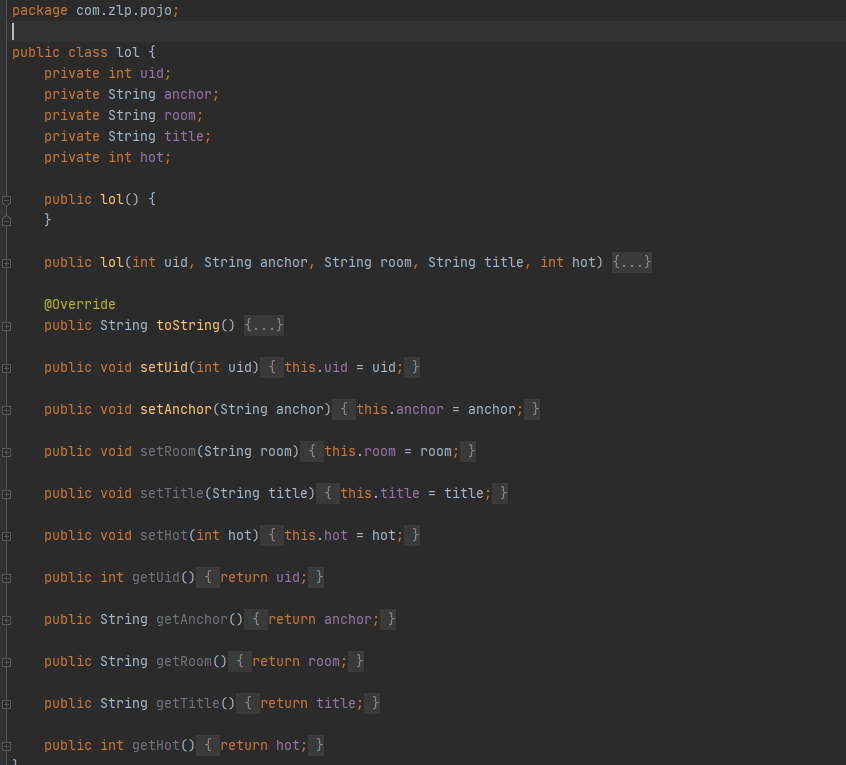 package com.zlp.pojo;
public class lol {
private int uid;
private String anchor;
private String room;
private String title;
private int hot;
public lol() {
}
public lol(int uid, String anchor, String room, String title, int hot) {...}
@Override
public String toString() {...}
public void setUid(int uid) { this.uid = uid; }
public void setAnchor(String anchor) { this.anchor = anchor; }
public void setRoom(String room) { this.room = room; }
public void setTitle(String title) { this.title = title; }
public void setHot(int hot) { this.hot = hot; }
public int getUid() { return uid; }
public String getAnchor() { return anchor; }
public String getRoom() { return room; }
public String getTitle() { return title; }
public int getHot() { return hot; }
}